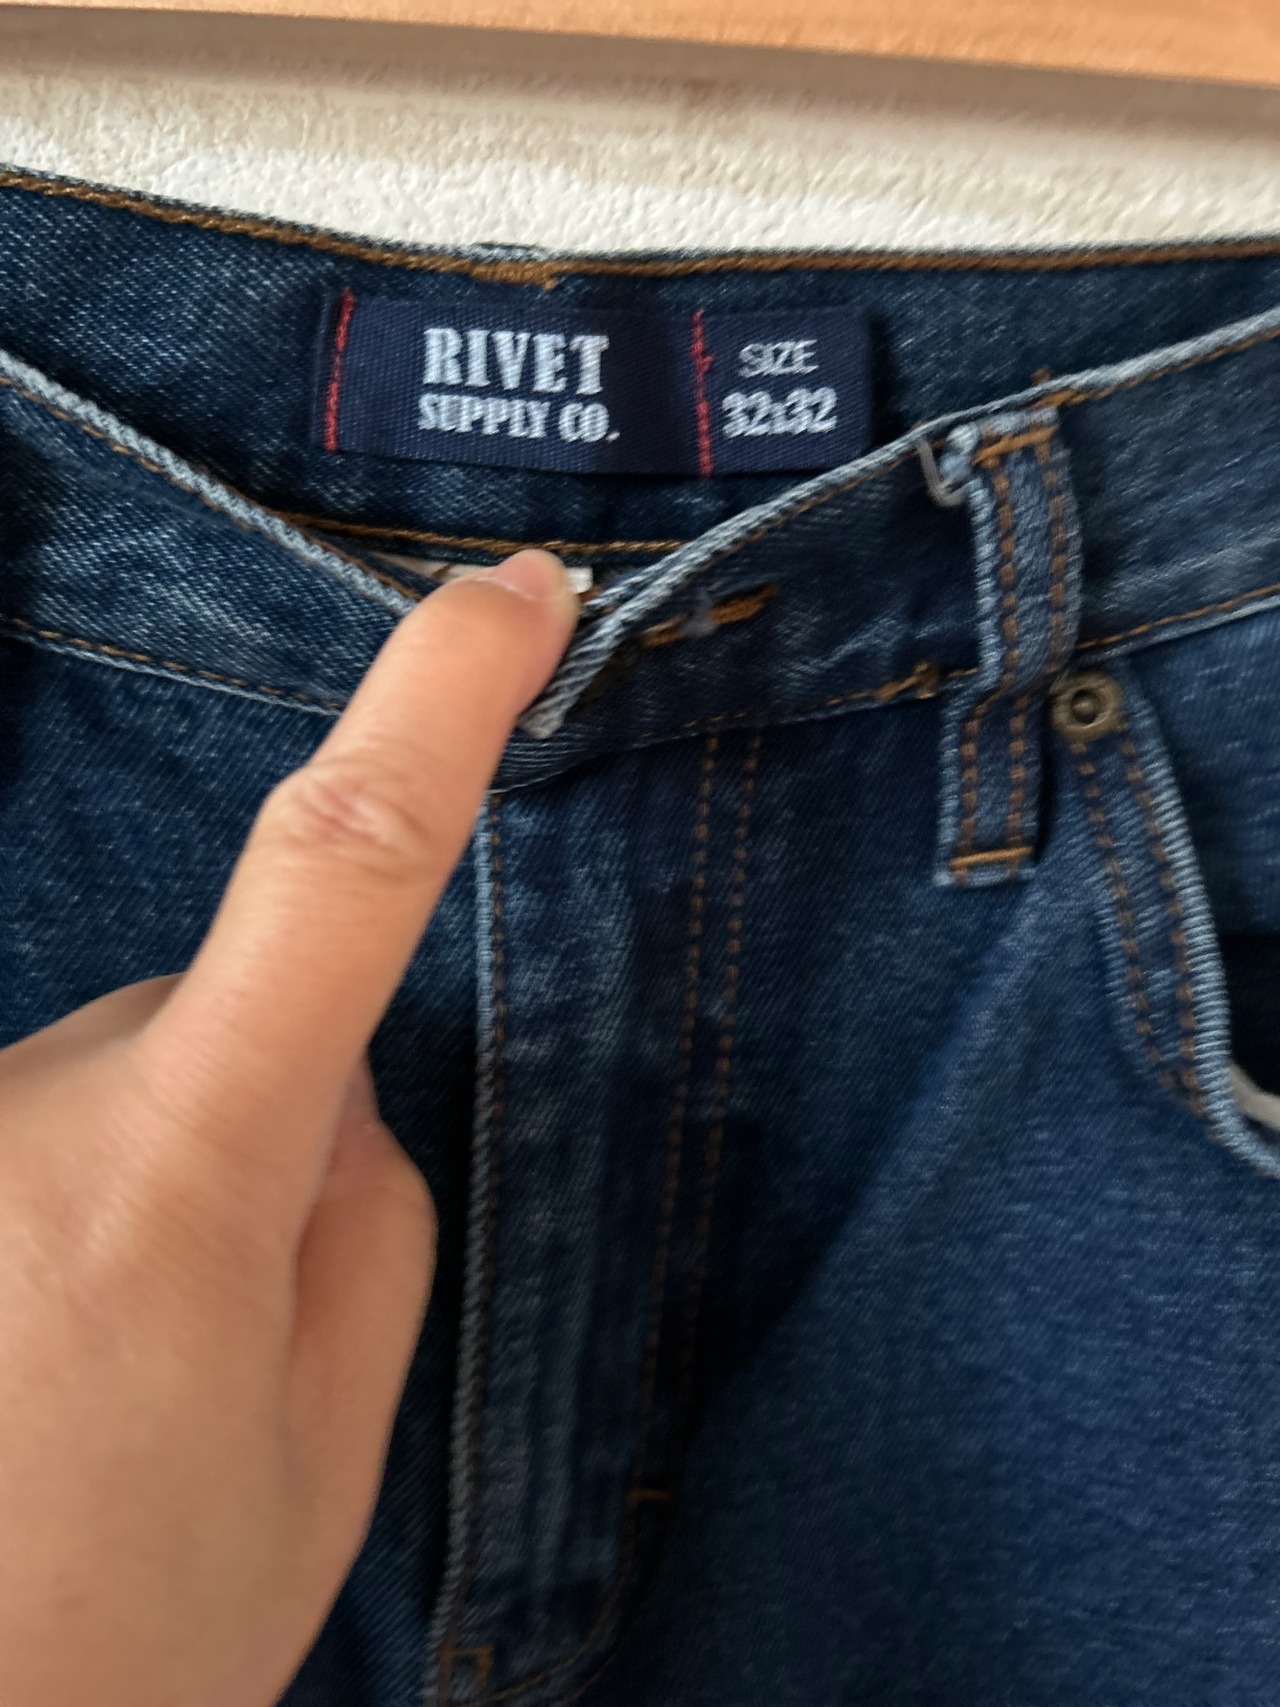 RIVET
SUPPLY CO.
SIZE
32x32